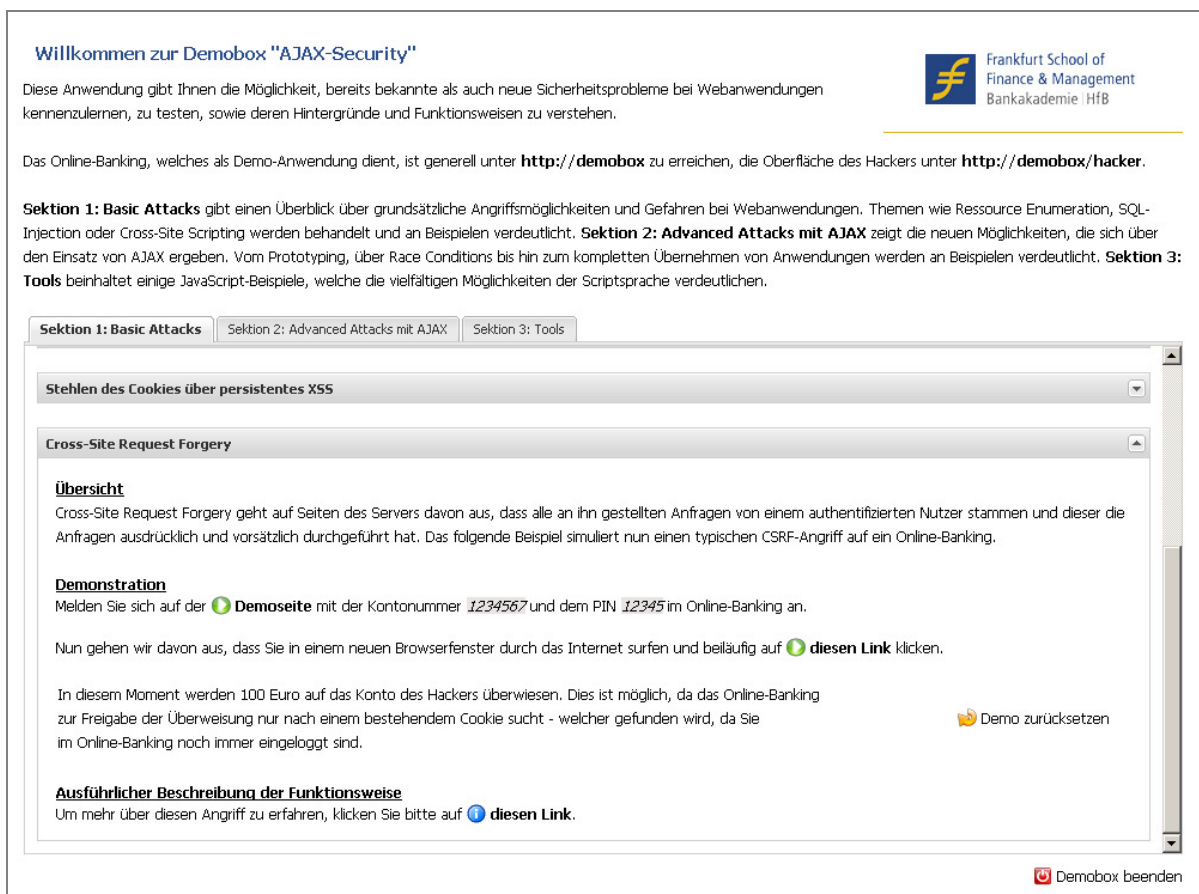 Willkommen zur Demobox "AJAX-Security"
Frankfurt School of
Finance & Management
Bankakademie | HfB
Diese Anwendung gibt Ihnen die Möglichkeit, bereits bekannte als auch neue Sicherheitsprobleme bei Webanwendungen
kennenzulernen, zu testen, sowie deren Hintergründe und Funktionsweisen zu verstehen.
Das Online-Banking, welches als Demo-Anwendung dient, ist generell unter http://demobox zu erreichen, die Oberfläche des Hackers unter http://demobox/hacker.
Sektion 1: Basic Attacks gibt einen Überblick über grundsätzliche Angriffsmöglichkeiten und Gefahren bei Webanwendungen. Themen wie Ressource Enumeration, SQL-
Injection oder Cross-Site Scripting werden behandelt und an Beispielen verdeutlicht. Sektion 2: Advanced Attacks mit AJAX zeigt die neuen Möglichkeiten, die sich über
den Einsatz von AJAX ergeben. Vom Prototyping, über Race Conditions bis hin zum kompletten Übernehmen von Anwendungen werden an Beispielen verdeutlicht. Sektion 3:
Tools beinhaltet einige JavaScript-Beispiele, welche die vielfältigen Möglichkeiten der Scriptsprache verdeutlichen.
Sektion 1: Basic Attacks Sektion 2: Advanced Attacks mit AJAX Sektion 3: Tools
Stehlen des Cookies über persistentes XSS
Cross-Site Request Forgery
Übersicht
Cross-Site Request Forgery geht auf Seiten des Servers davon aus, dass alle an ihn gestellten Anfragen von einem authentifizierten Nutzer stammen und dieser die
Anfragen ausdrücklich und vorsätzlich durchgeführt hat. Das folgende Beispiel simuliert nun einen typischen CSRF-Angriff auf ein Online-Banking.
Demonstration
Melden Sie sich auf der Demoseite mit der Kontonummer 1234567 und dem PIN 12345 im Online-Banking an.
Nun gehen wir davon aus, dass Sie in einem neuen Browserfenster durch das Internet surfen und beiläufig auf diesen Link klicken.
In diesem Moment werden 100 Euro auf das Konto des Hackers überwiesen. Dies ist möglich, da das Online-Banking
zur Freigabe der Überweisung nur nach einem bestehendem Cookie sucht - welcher gefunden wird, da Sie
im Online-Banking noch immer eingeloggt sind.
Demo zurücksetzen
Ausführlicher Beschreibung der Funktionsweise
Um mehr über diesen Angriff zu erfahren, klicken Sie bitte auf diesen Link.
Demobox beenden